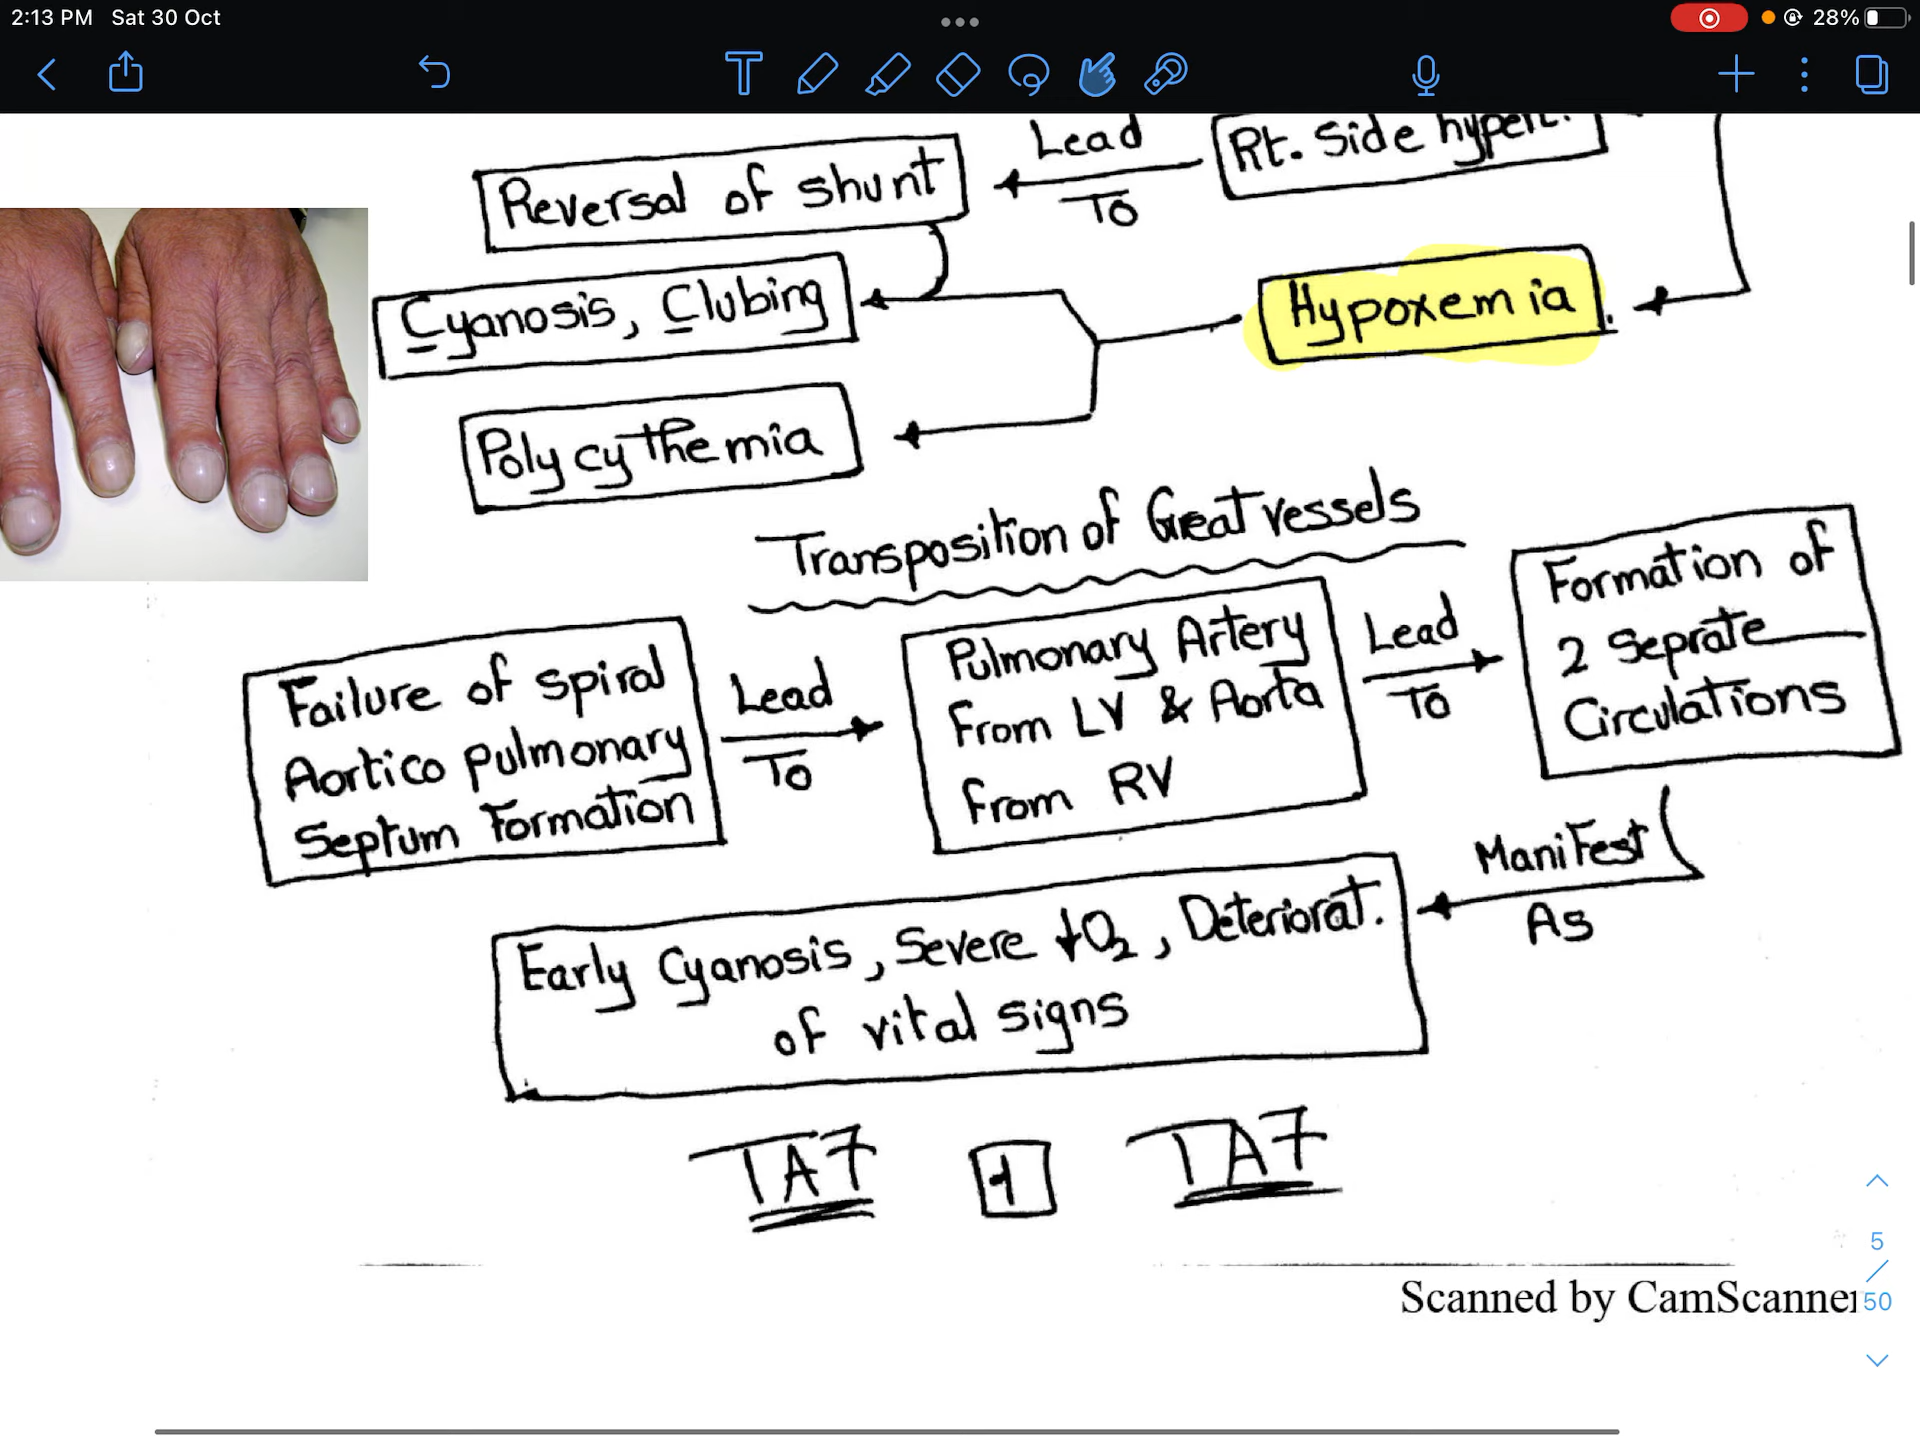 2:13 PM Sat 30 Oct
28%
Lead
To
Rt. Side hypert.
Reversal of shunt
Cyanosis, Clubing
Hypoxemia
Polycythemia
Transposition of Great vessels
Failure of spiral
Aortico pulmonary
Septum Formation
Lead
To
Pulmonary Artery
From LV & Aorta
From RV
Lead
To
Formation of
2 Seprate
Circulations
Manifest
As
Early Cyanosis, Severe ↓O2, Deteriorat.
of vital signs
TA7
TA7
Scanned by CamScanner
5
/
50